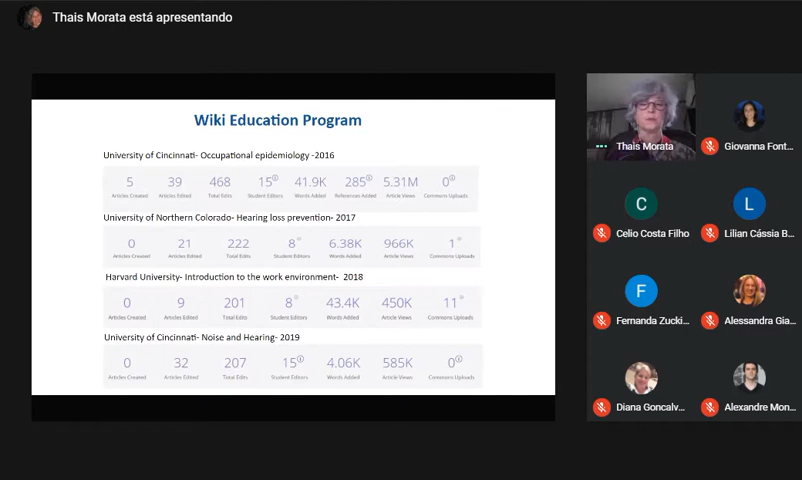 Thais Morata está apresentando
Wiki Education Program
University of Cincinnati- Occupational epidemiology -2016
5 39 468 15 41.9K 285 5.31M 0
Articles Created Articles Edited Total Edits Student Editors Words Added References Added Article Views Commons Uploads
University of Northern Colorado- Hearing loss prevention- 2017
0 21 222 8 6.38K 966K 1
Articles Created Articles Edited Total Edits Student Editors Words Added Article Views Commons Uploads
Harvard University- Introduction to the work environment- 2018
0 9 201 8 43.4K 450K 11
Articles Created Articles Edited Total Edits Student Editors Words Added Article Views Commons Uploads
University of Cincinnati- Noise and Hearing- 2019
0 32 207 15 4.06K 585K 0
Articles Created Articles Edited Total Edits Student Editors Words Added Article Views Commons Uploads
Thais Morata
Giovanna Font...
C
L
Celio Costa Filho
Lilian Cássia B...
F
Fernanda Zucki...
Alessandra Gia...
Diana Goncalv...
Alexandre Mon...